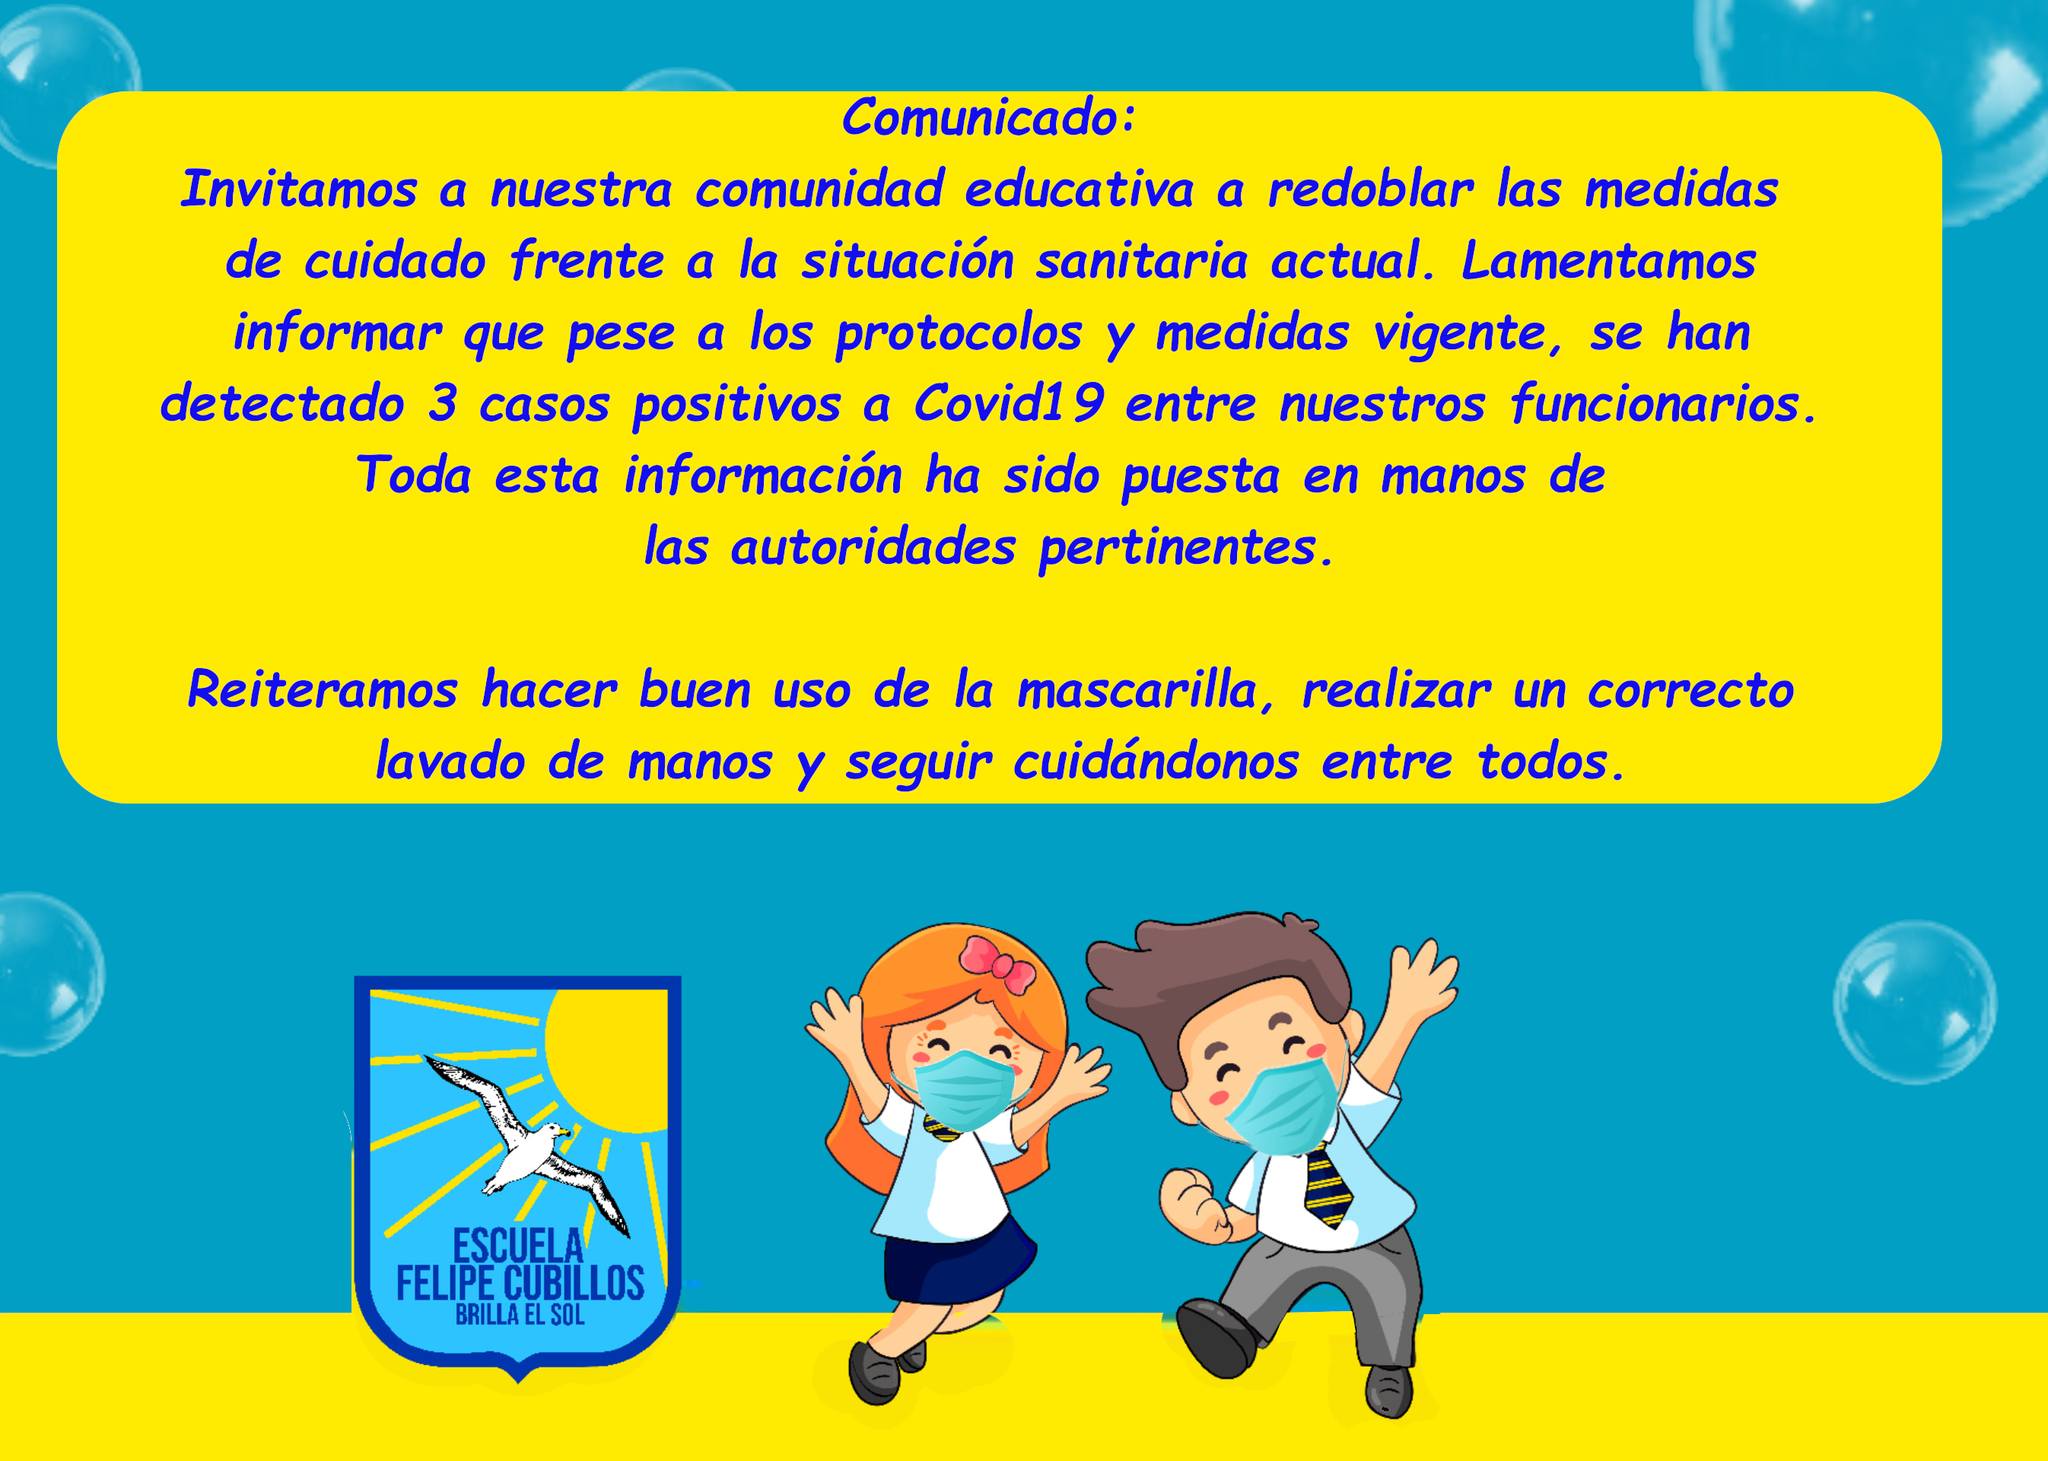 Comunicado:
Invitamos a nuestra comunidad educativa a redoblar las medidas
de cuidado frente a la situación sanitaria actual. Lamentamos
informar que pese a los protocolos y medidas vigente, se han
detectado 3 casos positivos a Covid19 entre nuestros funcionarios.
Toda esta información ha sido puesta en manos de
las autoridades pertinentes.
Reiteramos hacer buen uso de la mascarilla, realizar un correcto
lavado de manos y seguir cuidándonos entre todos.
ESCUELA
FELIPE CUBILLOS
BRILLA EL SOL